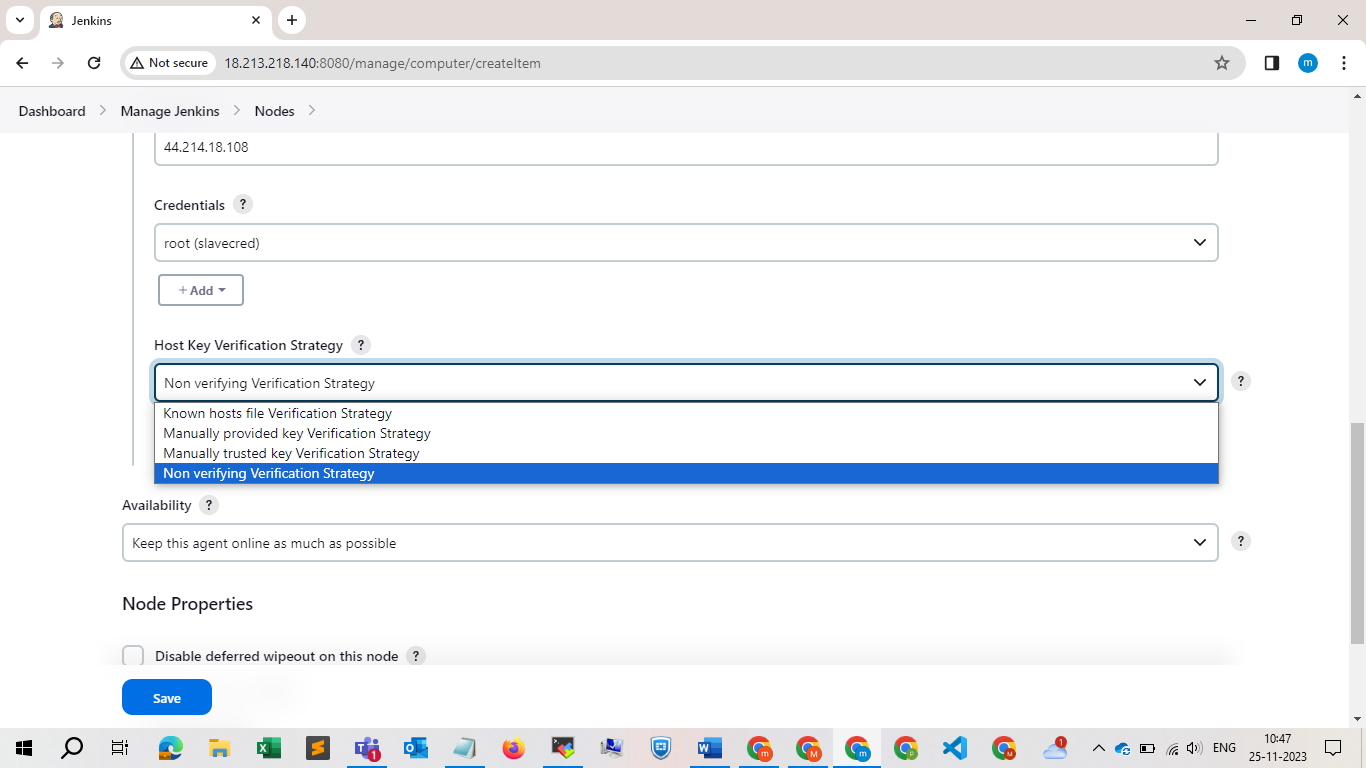 Jenkins
Not secure
18.213.218.140:8080/manage/computer/createItem
m
Dashboard
Manage Jenkins
Nodes
44.214.18.108
Credentials ?
root (slavecred)
+ Add
Host Key Verification Strategy ?
Non verifying Verification Strategy
?
Known hosts file Verification Strategy
Manually provided key Verification Strategy
Manually trusted key Verification Strategy
Non verifying Verification Strategy
Availability ?
Keep this agent online as much as possible
?
Node Properties
Disable deferred wipeout on this node ?
Save
ENG
10:47
25-11-2023